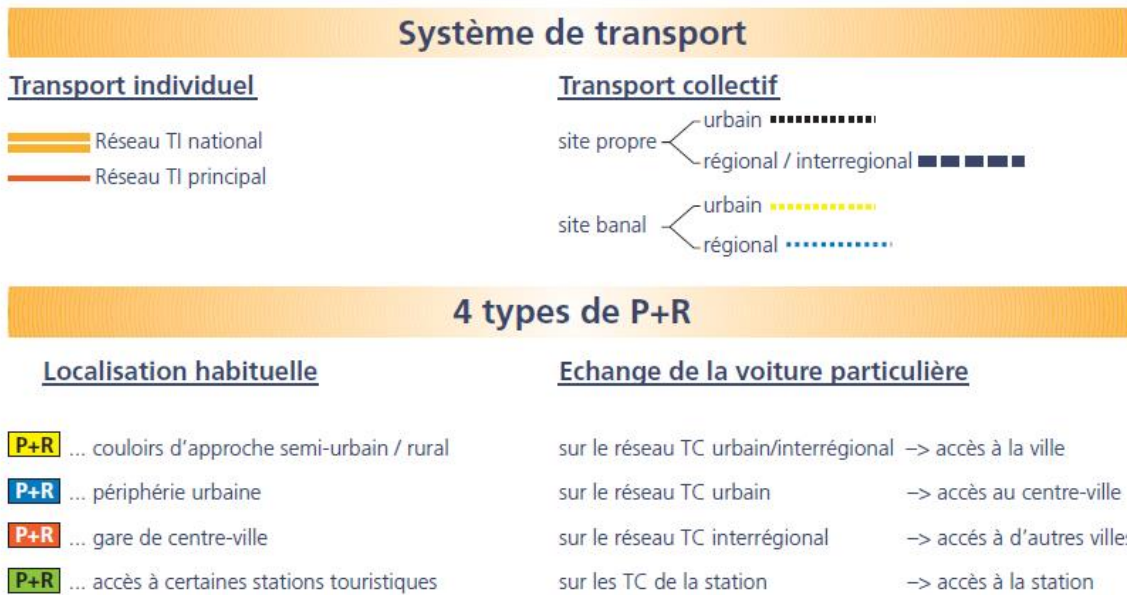 Système de transport
Transport individuel
Réseau TI national
Réseau TI principal
Transport collectif
site propre
urbain
régional / interregional
site banal
urbain
régional
4 types de P+R
Localisation habituelle Echange de la voiture particulière
P+R ... couloirs d'approche semi-urbain / rural sur le réseau TC urbain/interrégional –> accès à la ville
P+R ... périphérie urbaine sur le réseau TC urbain –> accès au centre-ville
P+R ... gare de centre-ville sur le réseau TC interrégional –> accés à d'autres villes
P+R ... accès à certaines stations touristiques sur les TC de la station –> accès à la station